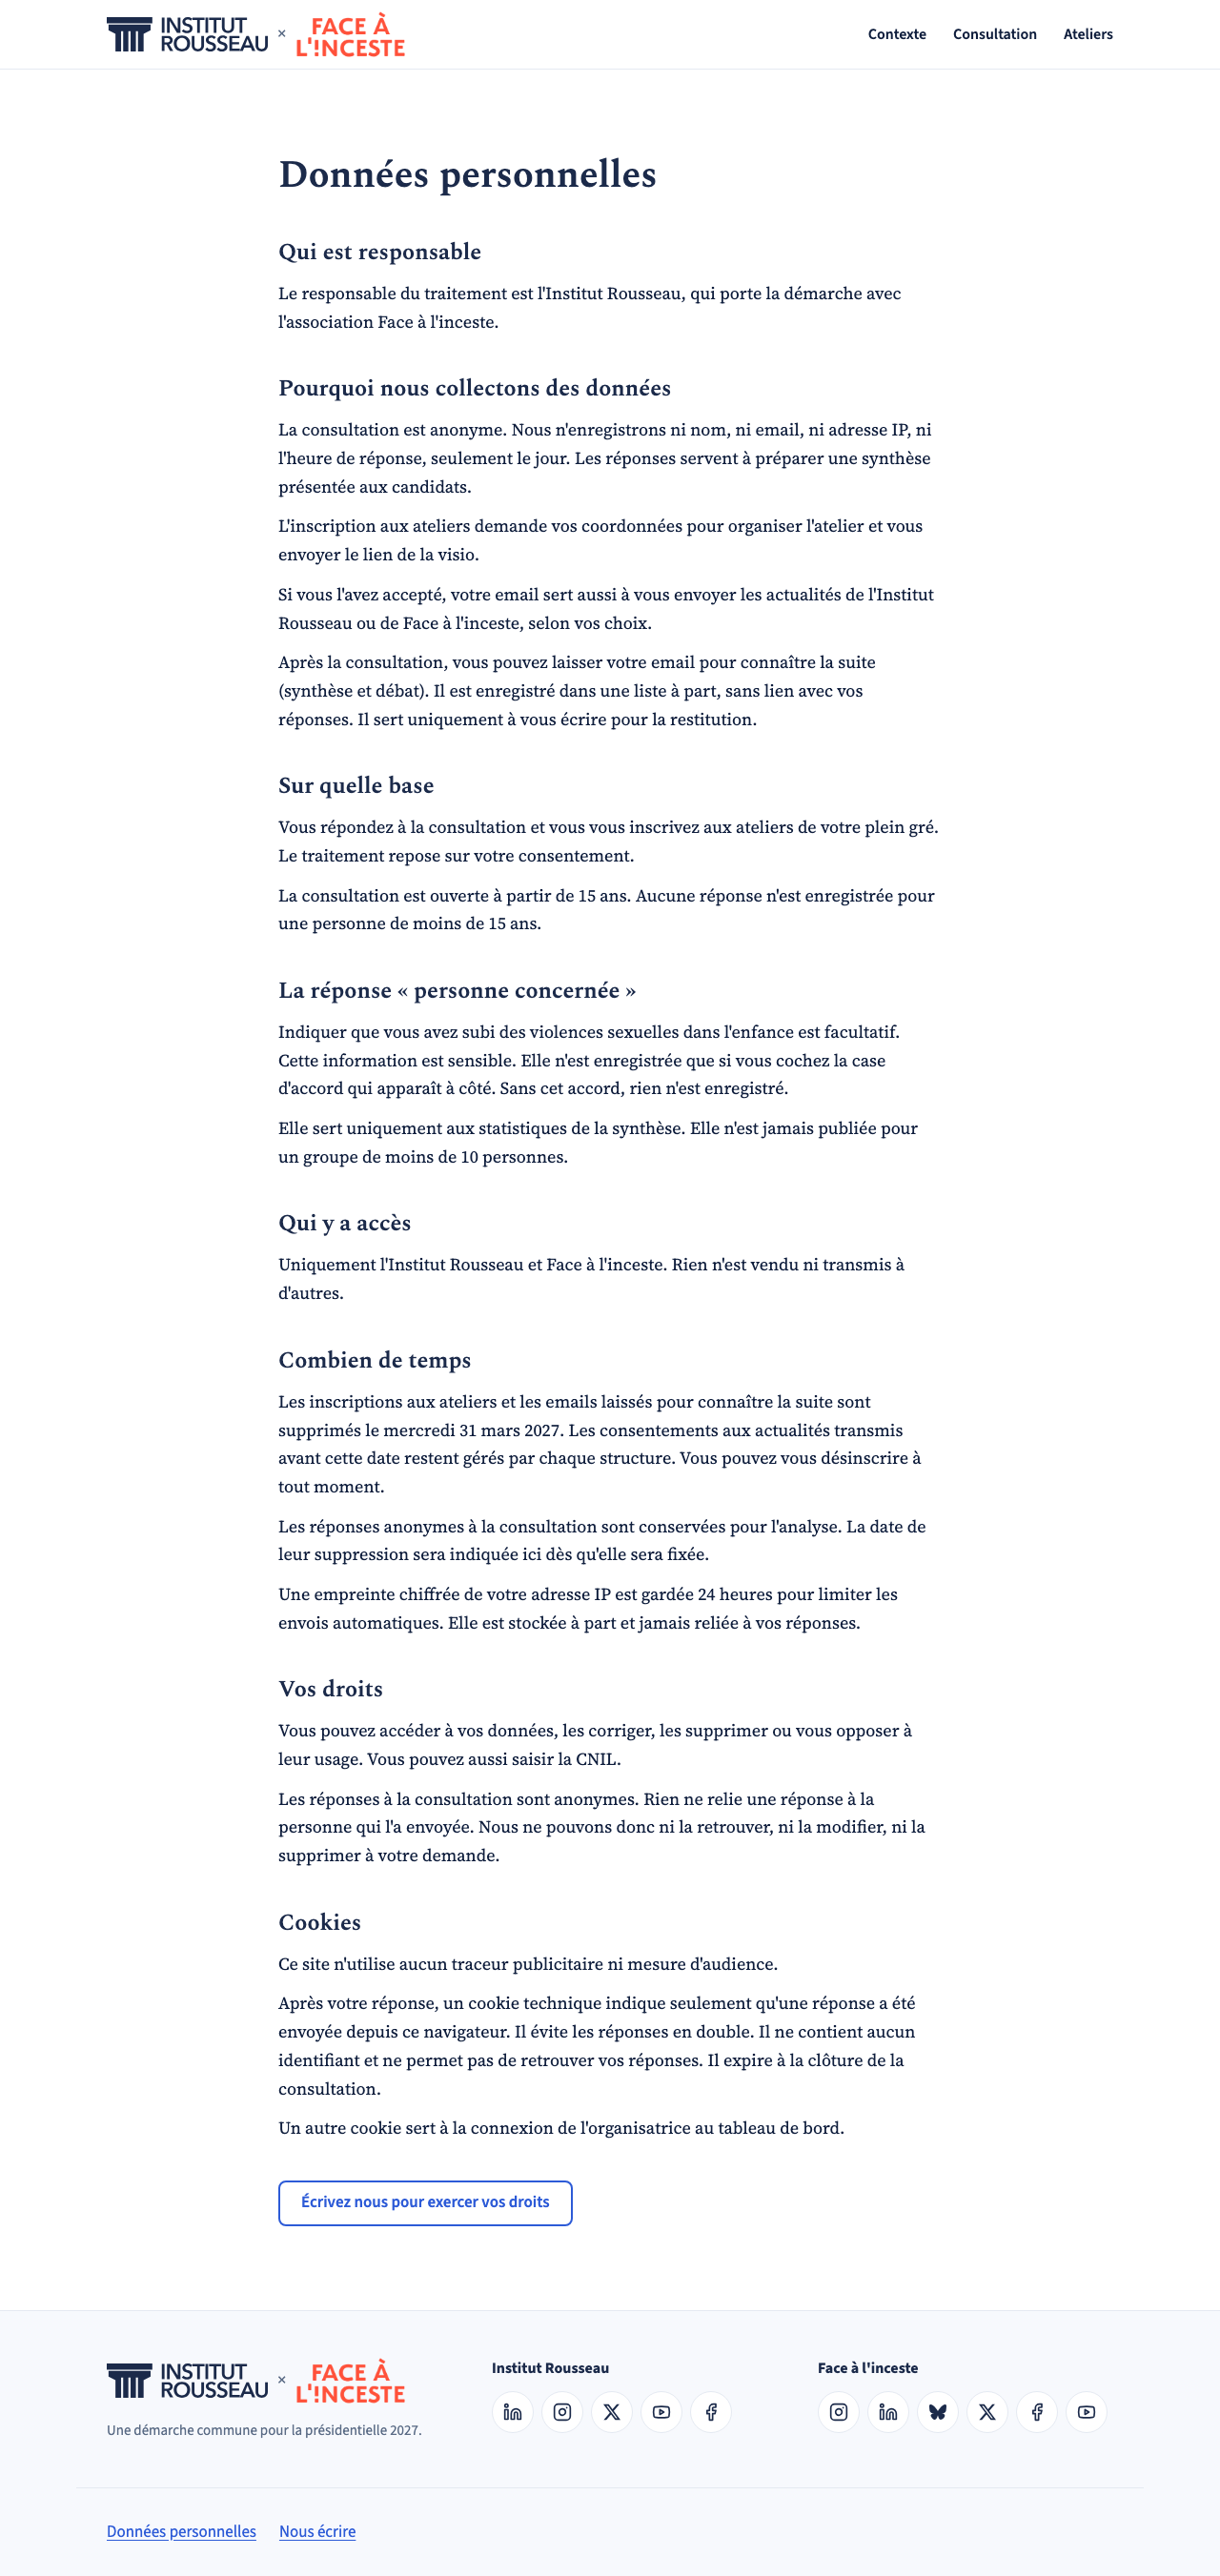 INSTITUT
ROUSSEAU
×
FACE À
L'!NCESTE
Contexte
Consultation
Ateliers
Données personnelles
Qui est responsable
Le responsable du traitement est l'Institut Rousseau, qui porte la démarche avec
l'association Face à l'inceste.
Pourquoi nous collectons des données
La consultation est anonyme. Nous n'enregistrons ni nom, ni email, ni adresse IP, ni
l'heure de réponse, seulement le jour. Les réponses servent à préparer une synthèse
présentée aux candidats.
L'inscription aux ateliers demande vos coordonnées pour organiser l'atelier et vous
envoyer le lien de la visio.
Si vous l'avez accepté, votre email sert aussi à vous envoyer les actualités de l'Institut
Rousseau ou de Face à l'inceste, selon vos choix.
Après la consultation, vous pouvez laisser votre email pour connaître la suite
(synthèse et débat). Il est enregistré dans une liste à part, sans lien avec vos
réponses. Il sert uniquement à vous écrire pour la restitution.
Sur quelle base
Vous répondez à la consultation et vous vous inscrivez aux ateliers de votre plein gré.
Le traitement repose sur votre consentement.
La consultation est ouverte à partir de 15 ans. Aucune réponse n'est enregistrée pour
une personne de moins de 15 ans.
La réponse « personne concernée »
Indiquer que vous avez subi des violences sexuelles dans l'enfance est facultatif.
Cette information est sensible. Elle n'est enregistrée que si vous cochez la case
d'accord qui apparaît à côté. Sans cet accord, rien n'est enregistré.
Elle sert uniquement aux statistiques de la synthèse. Elle n'est jamais publiée pour
un groupe de moins de 10 personnes.
Qui y a accès
Uniquement l'Institut Rousseau et Face à l'inceste. Rien n'est vendu ni transmis à
d'autres.
Combien de temps
Les inscriptions aux ateliers et les emails laissés pour connaître la suite sont
supprimés le mercredi 31 mars 2027. Les consentements aux actualités transmis
avant cette date restent gérés par chaque structure. Vous pouvez vous désinscrire à
tout moment.
Les réponses anonymes à la consultation sont conservées pour l'analyse. La date de
leur suppression sera indiquée ici dès qu'elle sera fixée.
Une empreinte chiffrée de votre adresse IP est gardée 24 heures pour limiter les
envois automatiques. Elle est stockée à part et jamais reliée à vos réponses.
Vos droits
Vous pouvez accéder à vos données, les corriger, les supprimer ou vous opposer à
leur usage. Vous pouvez aussi saisir la CNIL.
Les réponses à la consultation sont anonymes. Rien ne relie une réponse à la
personne qui l'a envoyée. Nous ne pouvons donc ni la retrouver, ni la modifier, ni la
supprimer à votre demande.
Cookies
Ce site n'utilise aucun traceur publicitaire ni mesure d'audience.
Après votre réponse, un cookie technique indique seulement qu'une réponse a été
envoyée depuis ce navigateur. Il évite les réponses en double. Il ne contient aucun
identifiant et ne permet pas de retrouver vos réponses. Il expire à la clôture de la
consultation.
Un autre cookie sert à la connexion de l'organisatrice au tableau de bord.
Écrivez nous pour exercer vos droits
INSTITUT
ROUSSEAU
×
FACE À
L'!NCESTE
Une démarche commune pour la présidentielle 2027.
Institut Rousseau
Face à l'inceste
Données personnelles
Nous écrire